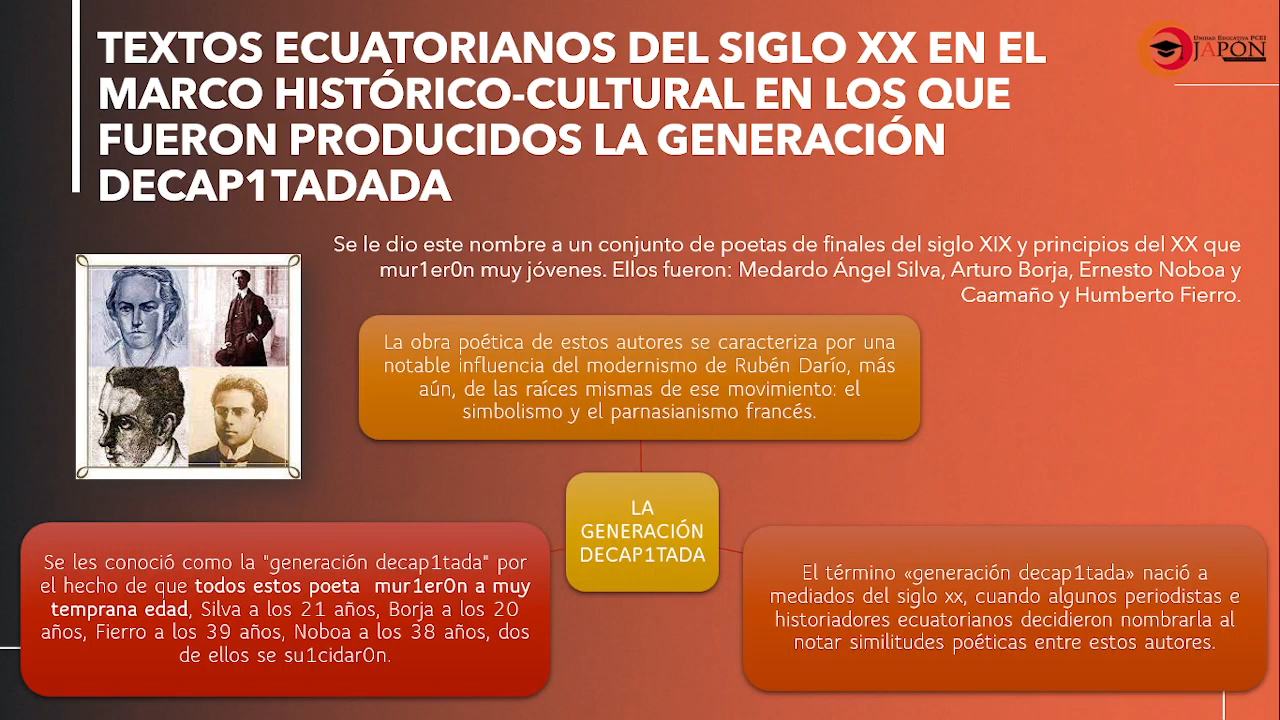 TEXTOS ECUATORIANOS DEL SIGLO XX EN EL
MARCO HISTÓRICO-CULTURAL EN LOS QUE
FUERON PRODUCIDOS LA GENERACIÓN
DECAP1TADADA
UNIDAD EDUCATIVA PCEI
JAPÓN
Se le dio este nombre a un conjunto de poetas de finales del siglo XIX y principios del XX que
mur1er0n muy jóvenes. Ellos fueron: Medardo Ángel Silva, Arturo Borja, Ernesto Noboa y
Caamaño y Humberto Fierro.
La obra poética de estos autores se caracteriza por una
notable influencia del modernismo de Rubén Darío, más
aún, de las raíces mismas de ese movimiento: el
simbolismo y el parnasianismo francés.
LA
GENERACIÓN
DECAP1TADA
Se les conoció como la "generación decap1tada" por
el hecho de que todos estos poeta mur1er0n a muy
temprana edad, Silva a los 21 años, Borja a los 20
años, Fierro a los 39 años, Noboa a los 38 años, dos
de ellos se su1cidar0n.
El término «generación decap1tada» nació a
mediados del siglo xx, cuando algunos periodistas e
historiadores ecuatorianos decidieron nombrarla al
notar similitudes poéticas entre estos autores.